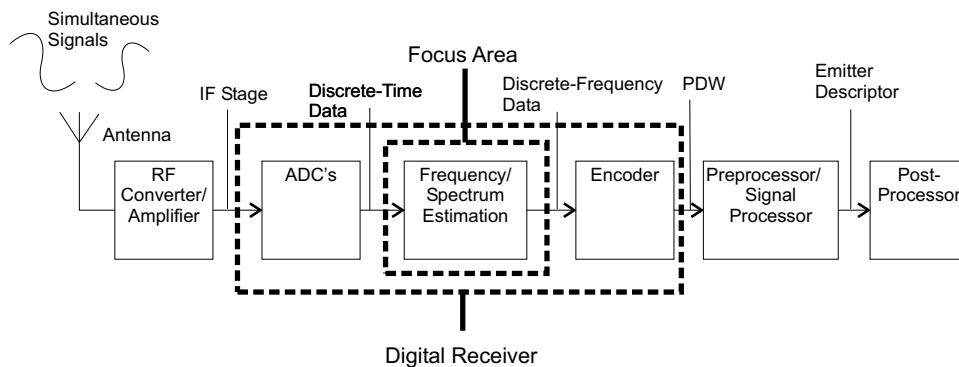 Simultaneous
Signals
Focus Area
IF Stage
Discrete-Time
Data
Discrete-Frequency
Data
PDW
Emitter
Descriptor
Antenna
RF
Converter/
Amplifier
ADC's
Frequency/
Spectrum
Estimation
Encoder
Preprocessor/
Signal
Processor
Post-
Processor
Digital Receiver